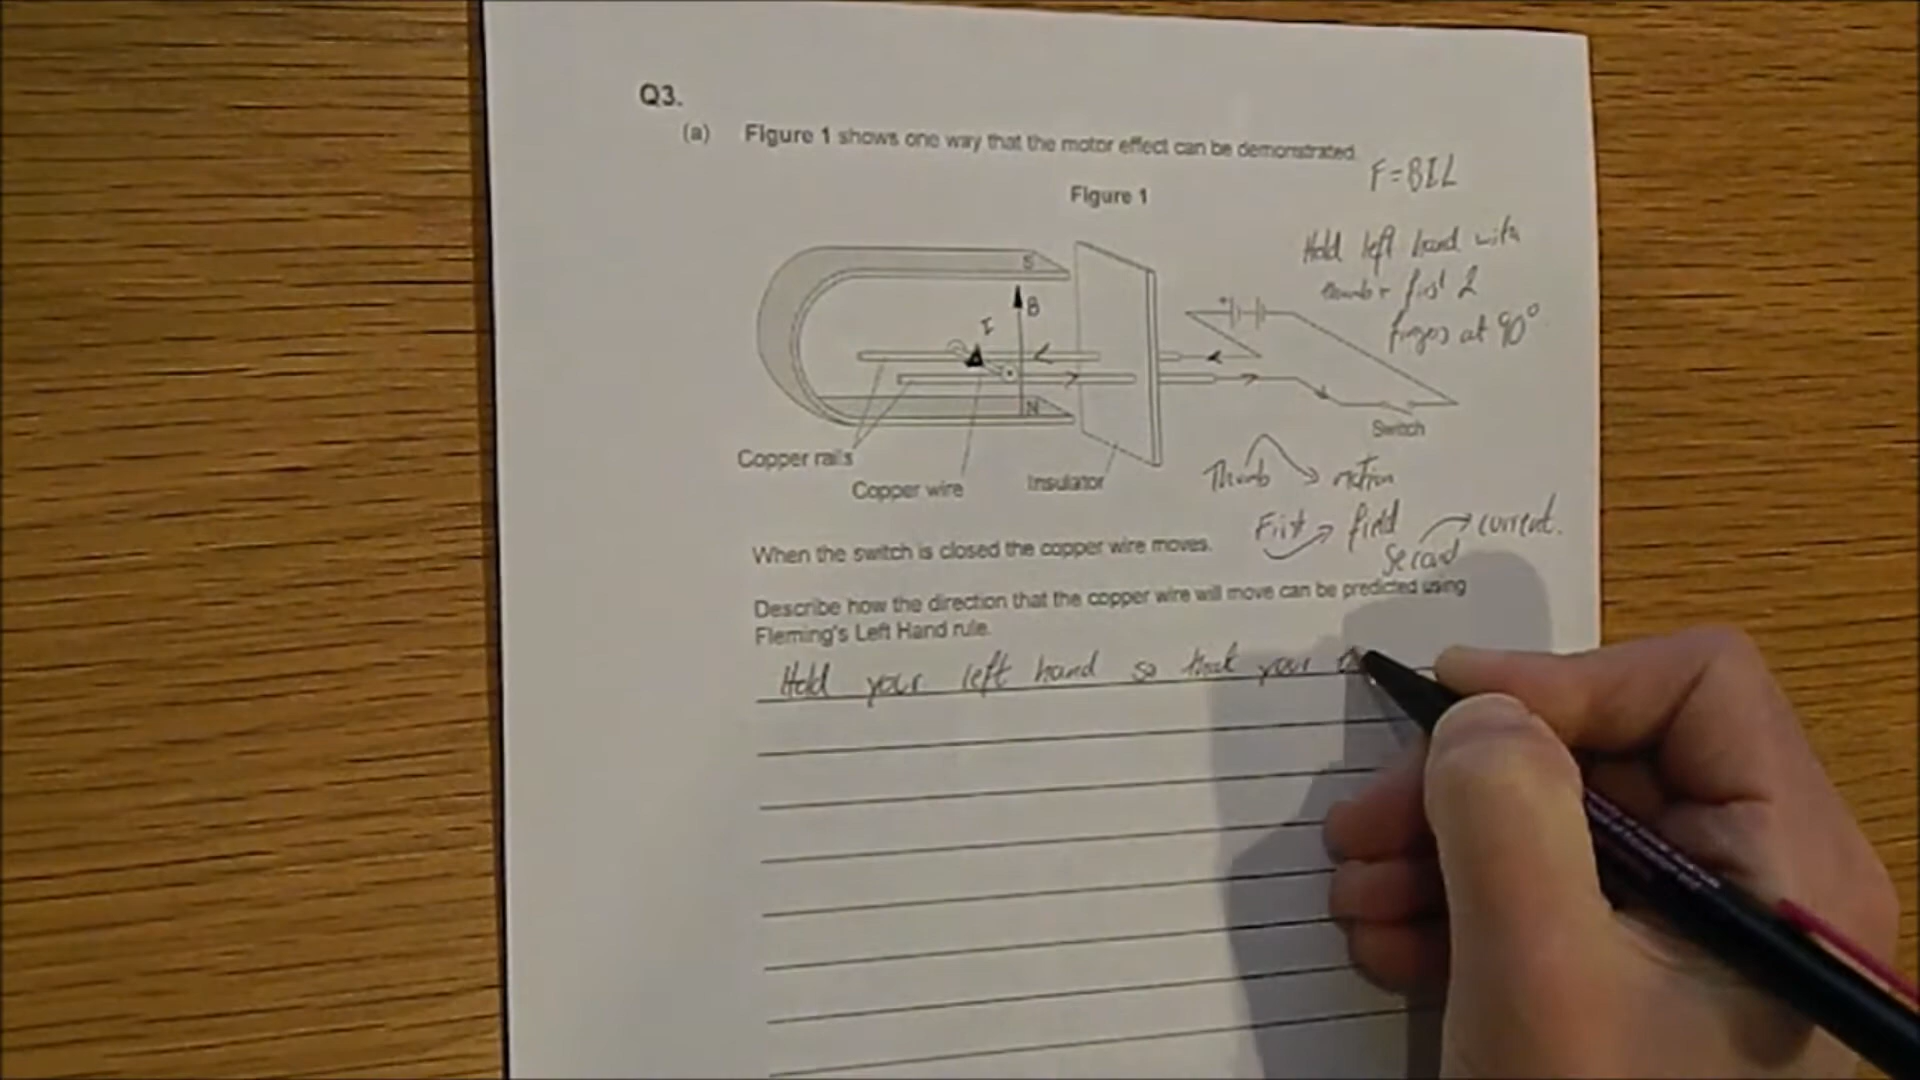 Q3.
(a) Figure 1 shows one way that the motor effect can be demonstrated.
F=BIL
Figure 1
Hold left hand with
thumb + first 2
fingers at 90°
S
B
I
N
+
Switch
Copper rails
Copper wire
Insulator
Thumb motion
First field current.
Second
When the switch is closed the copper wire moves.
Describe how the direction that the copper wire will move can be predicted using
Fleming's Left Hand rule.
Hold your left hand so that your